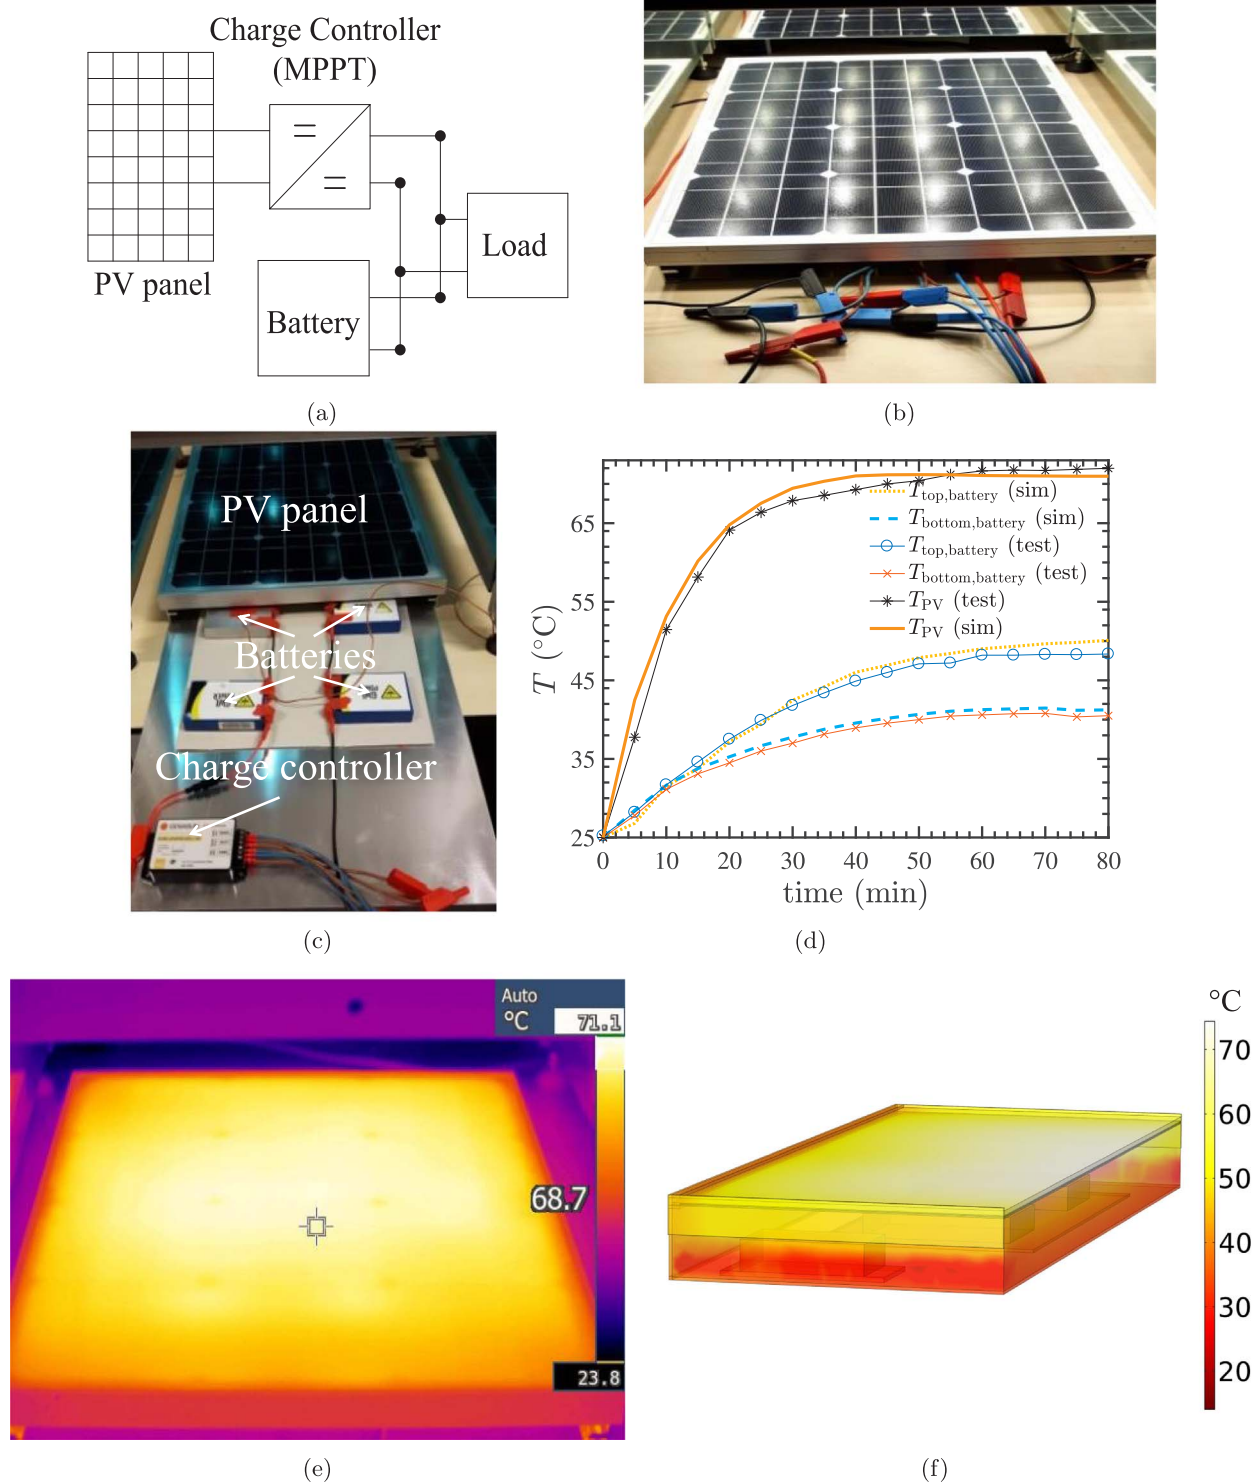 Charge Controller
(MPPT)
PV panel
Battery
Load
(a)
(b)
PV panel
Batteries
Charge controller
(c)
T (°C)
65
45
35
25
0 10 20 30 40 50 60 70 80
time (min)
T_top,battery (sim)
T_bottom,battery (sim)
T_top,battery (test)
T_bottom,battery (test)
T_PV (test)
T_PV (sim)
(d)
Auto
°C 71.1
68.7
23.8
(e)
°C
70
60
50
40
30
20
(f)